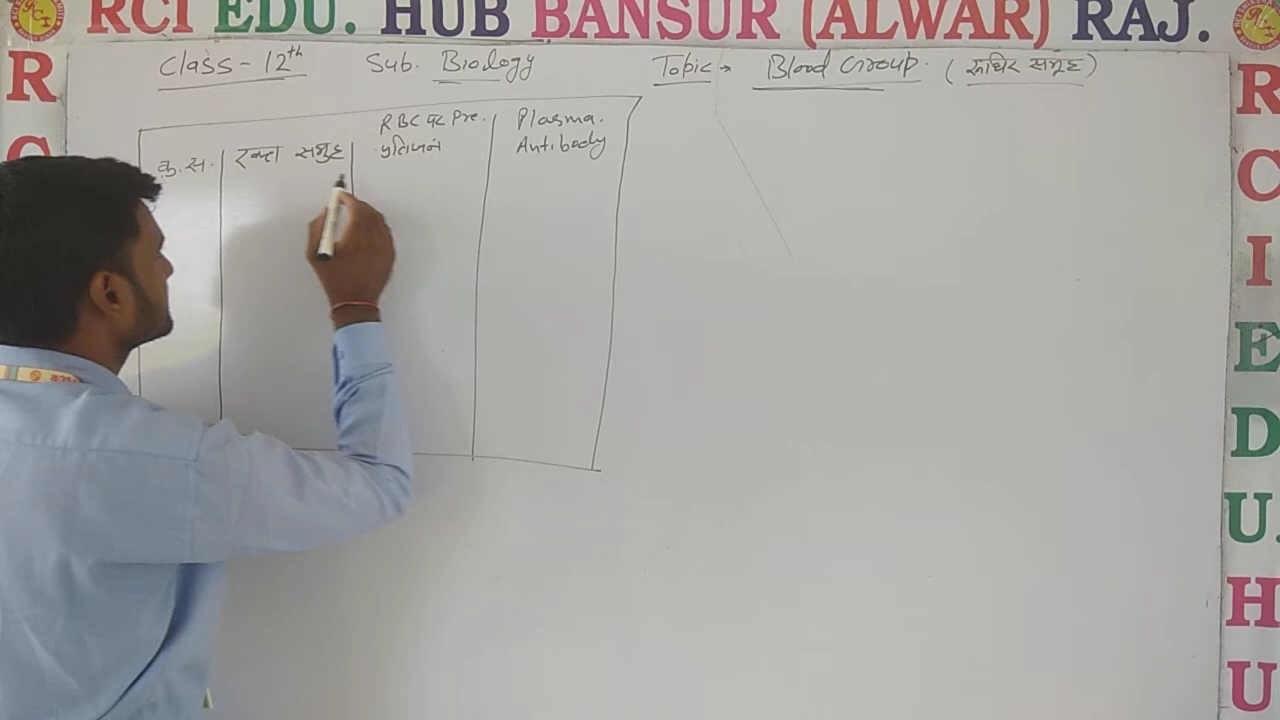 RCI EDU. HUB BANSUR (ALWAR) RAJ.
Class - 12th Sub. Biology Topic → Blood Group. (रूधिर समूह)
क्र.स. रक्त समुह RBC पर Pre. प्रतिजन Plasma. Antibody
R
C
R
C
I
E
D
U.
H
U